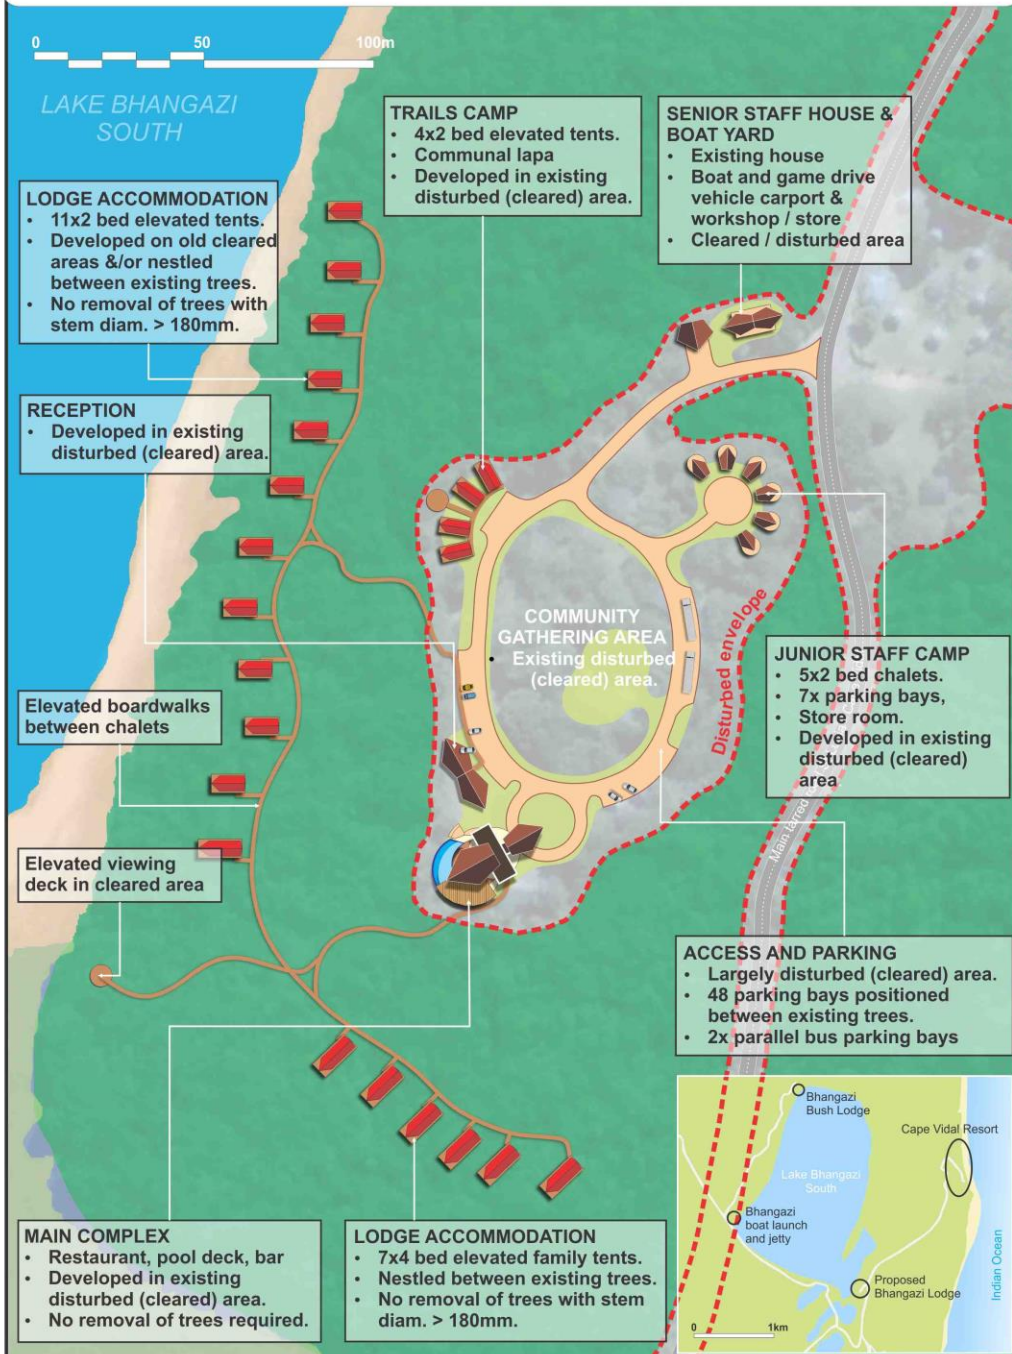 0 50 100m
LAKE BHANGAZI
SOUTH
TRAILS CAMP
• 4x2 bed elevated tents.
• Communal lapa
• Developed in existing
disturbed (cleared) area.
SENIOR STAFF HOUSE &
BOAT YARD
• Existing house
• Boat and game drive
vehicle carport &
workshop / store
• Cleared / disturbed area
LODGE ACCOMMODATION
• 11x2 bed elevated tents.
• Developed on old cleared
areas &/or nestled
between existing trees.
• No removal of trees with
stem diam. > 180mm.
RECEPTION
• Developed in existing
disturbed (cleared) area.
COMMUNITY
GATHERING AREA
• Existing disturbed
(cleared) area.
Disturbed envelope
JUNIOR STAFF CAMP
• 5x2 bed chalets.
• 7x parking bays,
• Store room.
• Developed in existing
disturbed (cleared)
area
Elevated boardwalks
between chalets
Main tarred
Elevated viewing
deck in cleared area
ACCESS AND PARKING
• Largely disturbed (cleared) area.
• 48 parking bays positioned
between existing trees.
• 2x parallel bus parking bays
MAIN COMPLEX
• Restaurant, pool deck, bar
• Developed in existing
disturbed (cleared) area.
• No removal of trees required.
LODGE ACCOMMODATION
• 7x4 bed elevated family tents.
• Nestled between existing trees.
• No removal of trees with stem
diam. > 180mm.
Bhangazi
Bush Lodge
Cape Vidal Resort
Lake Bhangazi
South
Bhangazi
boat launch
and jetty
Proposed
Bhangazi Lodge
Indian Ocean
0 1km